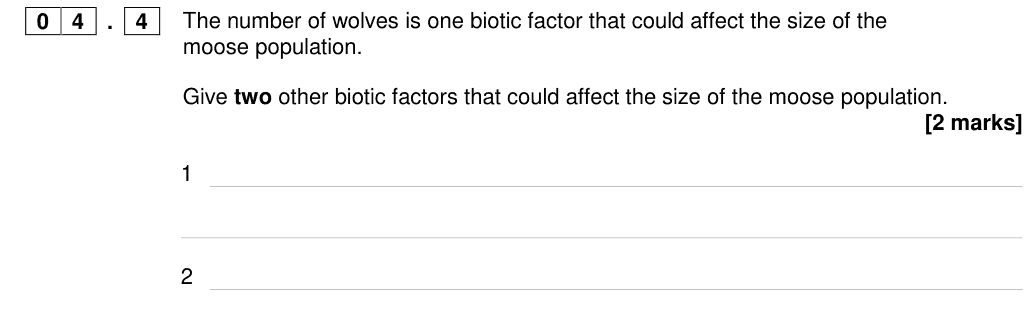 0 4 . 4 The number of wolves is one biotic factor that could affect the size of the
moose population.
Give two other biotic factors that could affect the size of the moose population.
[2 marks]
1
2